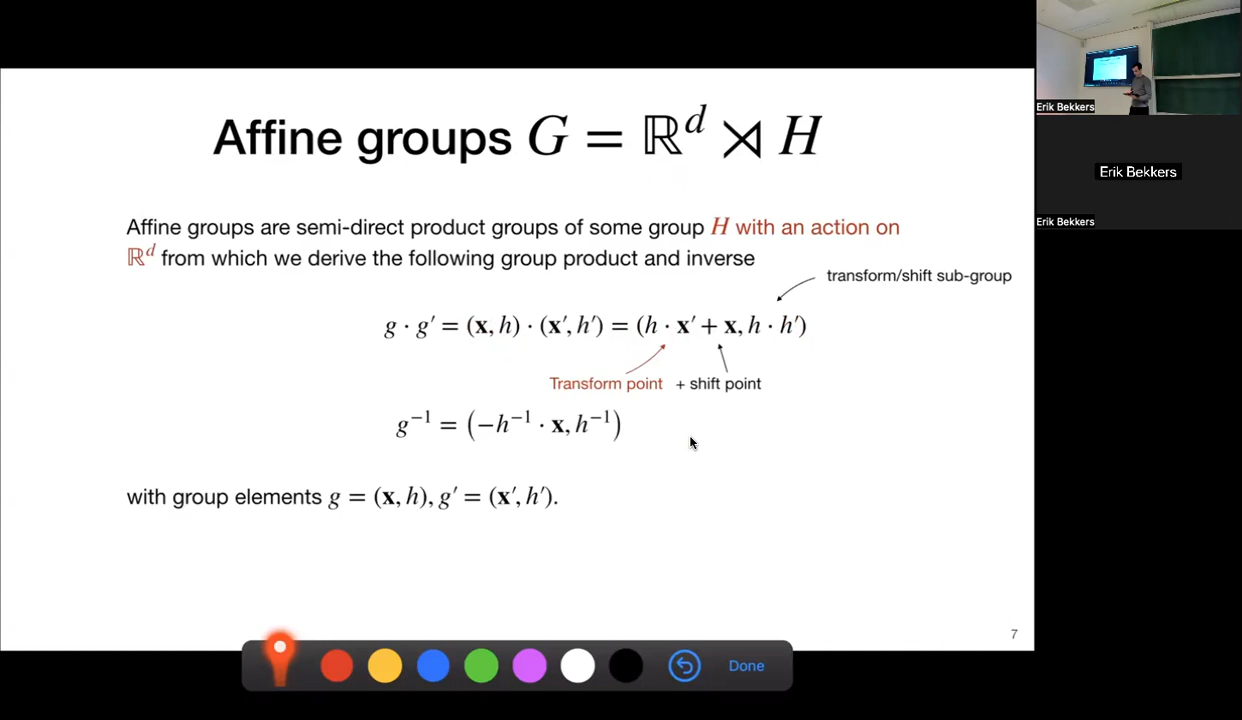 Affine groups G = ℝᵈ ⋊ H
Affine groups are semi-direct product groups of some group H with an action on
ℝᵈ from which we derive the following group product and inverse
transform/shift sub-group
g · g′ = (𝐱, h) · (𝐱′, h′) = (h · 𝐱′ + 𝐱, h · h′)
Transform point + shift point
g⁻¹ = (−h⁻¹ · 𝐱, h⁻¹)
with group elements g = (𝐱, h), g′ = (𝐱′, h′).
7
Done
Erik Bekkers
Erik Bekkers
Erik Bekkers